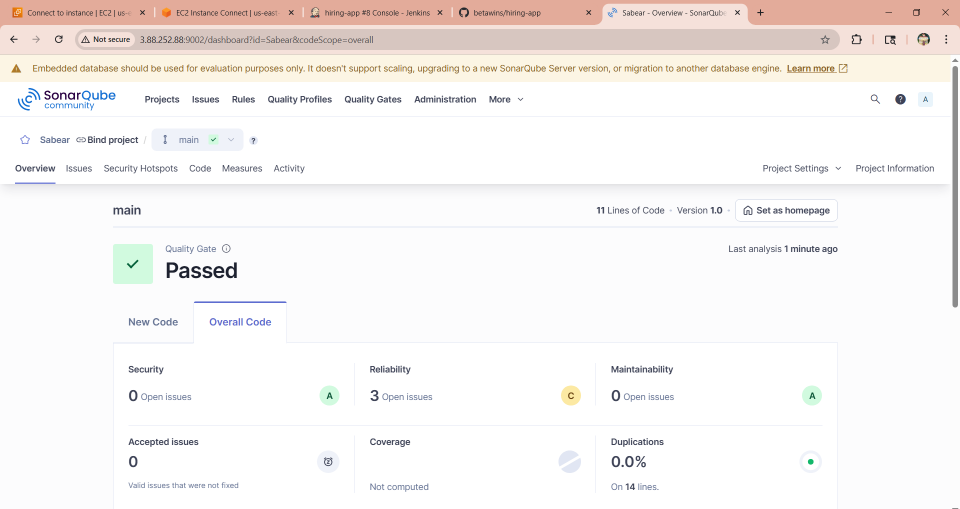 Connect to instance | EC2 | us-e
EC2 Instance Connect | us-east-
hiring-app #8 Console - Jenkins
betawins/hiring-app
Sabear - Overview - SonarQube
Not secure
3.88.252.88:9002/dashboard?id=Sabear&codeScope=overall
Embedded database should be used for evaluation purposes only. It doesn't support scaling, upgrading to a new SonarQube Server version, or migration to another database engine. Learn more
SonarQube
community
Projects Issues Rules Quality Profiles Quality Gates Administration More
A
Sabear Bind project / main
Overview Issues Security Hotspots Code Measures Activity Project Settings Project Information
main
11 Lines of Code · Version 1.0 · Set as homepage
Quality Gate
Passed
Last analysis 1 minute ago
New Code Overall Code
Security
0 Open issues A
Reliability
3 Open issues C
Maintainability
0 Open issues A
Accepted issues
0
Valid issues that were not fixed
Coverage
Not computed
Duplications
0.0%
On 14 lines.